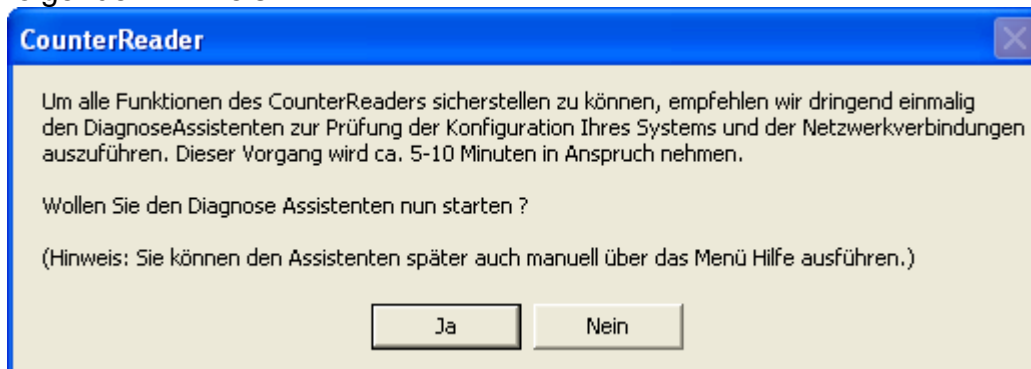 CounterReader
Um alle Funktionen des CounterReaders sicherstellen zu können, empfehlen wir dringend einmalig
den DiagnoseAssistenten zur Prüfung der Konfiguration Ihres Systems und der Netzwerkverbindungen
auszuführen. Dieser Vorgang wird ca. 5-10 Minuten in Anspruch nehmen.
Wollen Sie den Diagnose Assistenten nun starten ?
(Hinweis: Sie können den Assistenten später auch manuell über das Menü Hilfe ausführen.)
Ja Nein